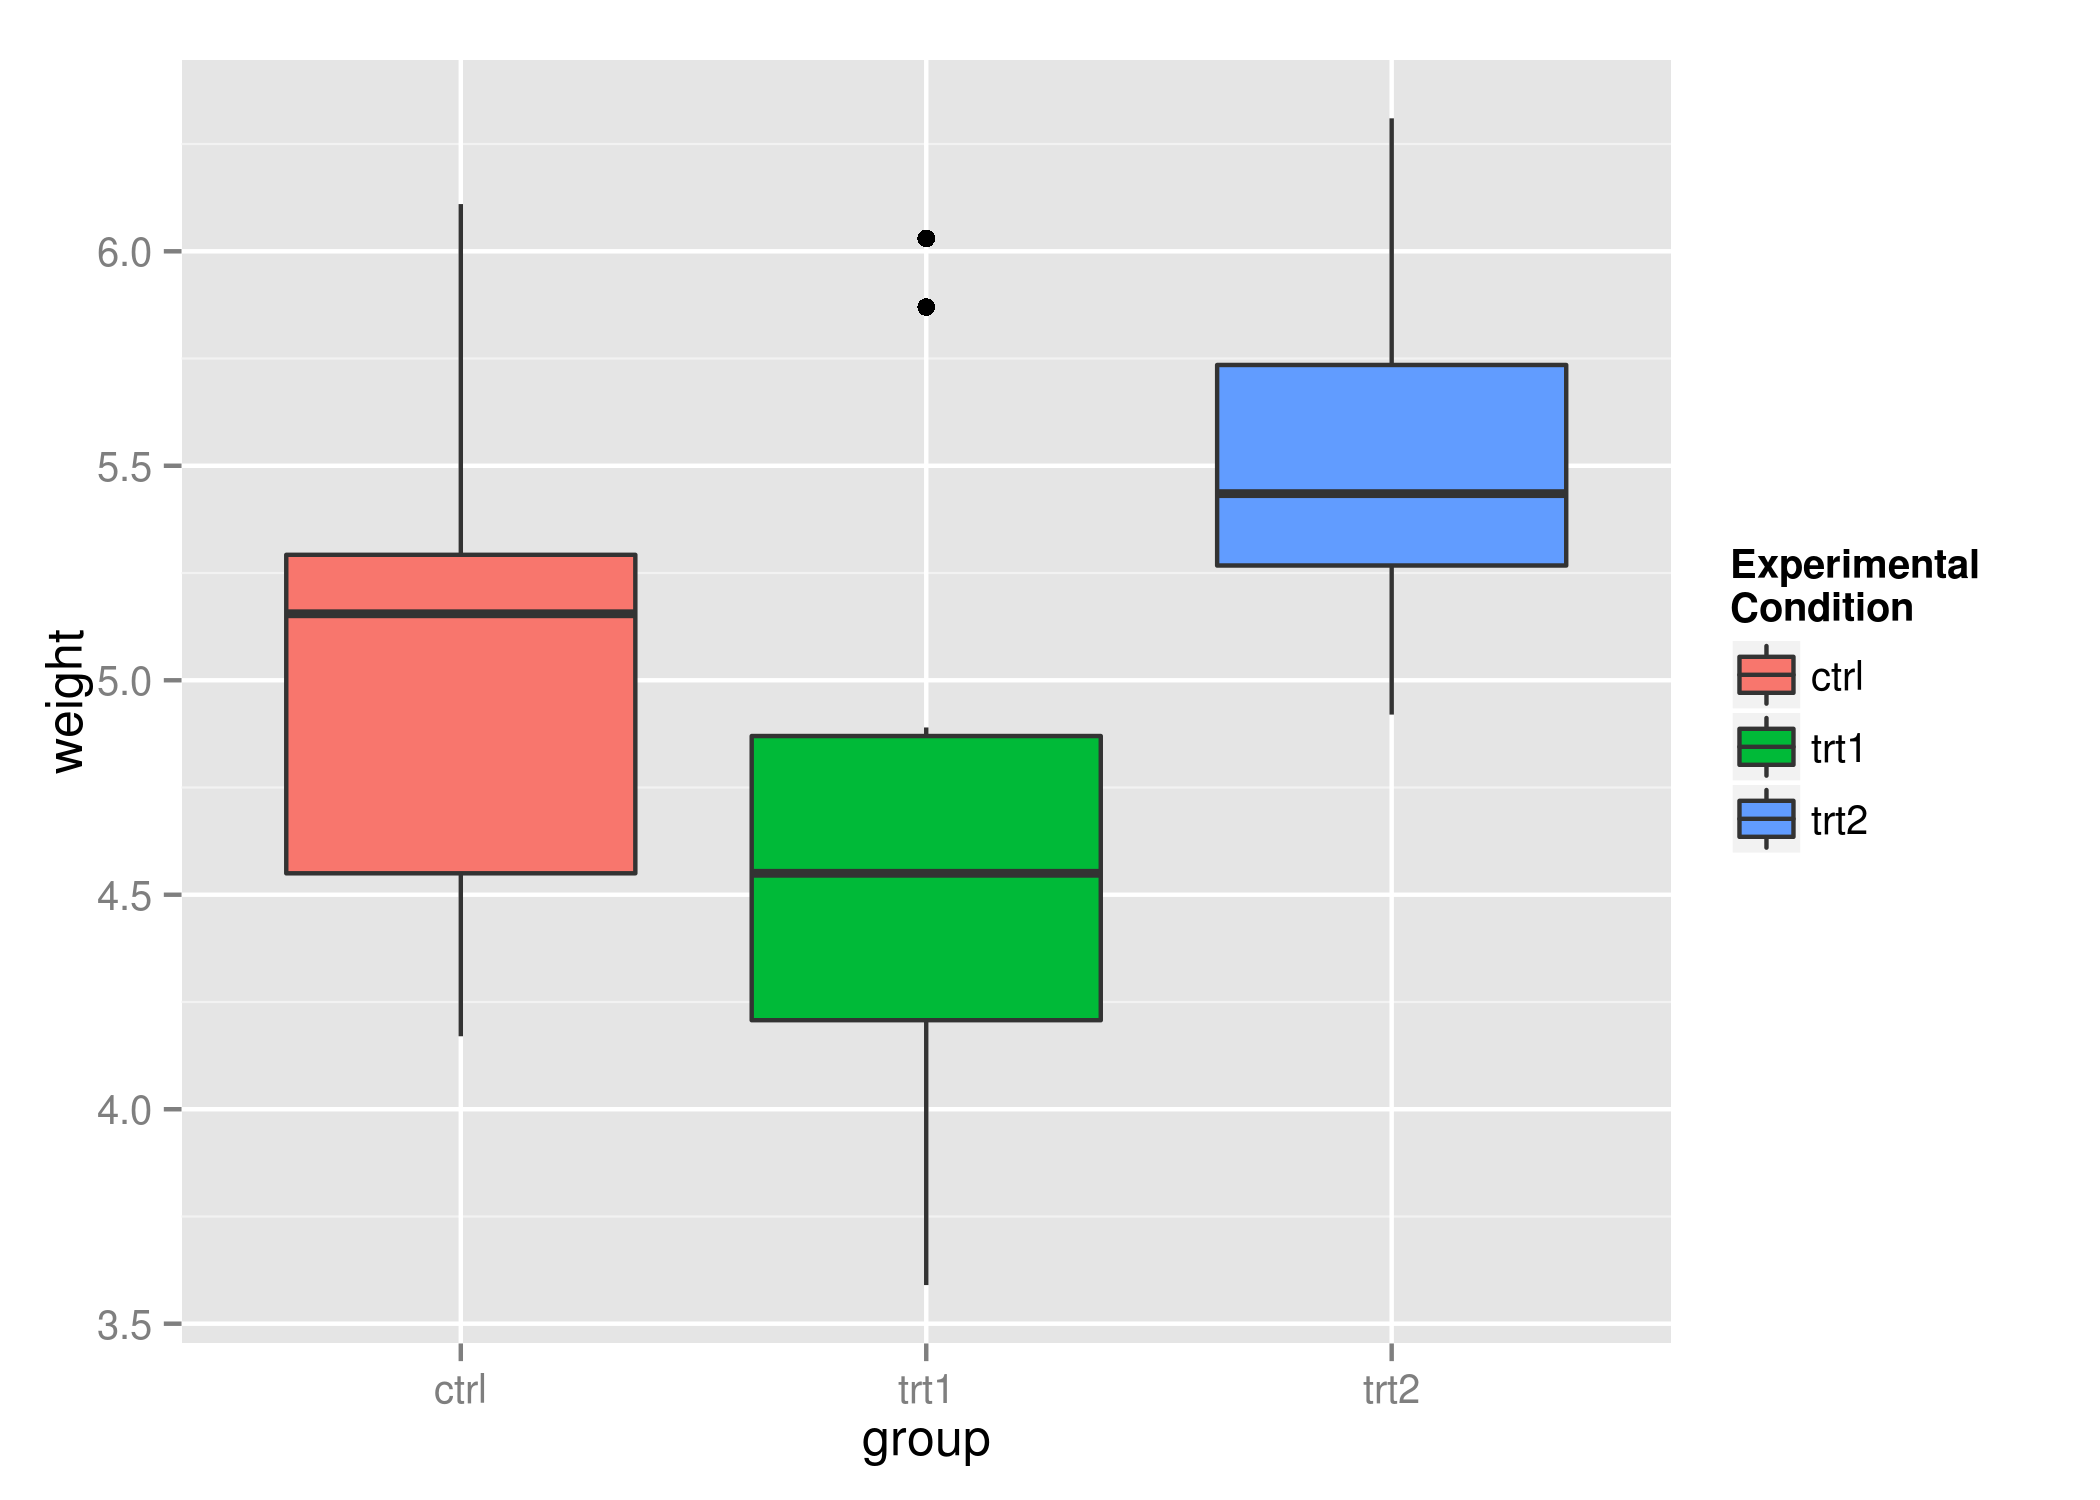 weight
6.0
5.5
5.0
4.5
4.0
3.5
ctrl trt1 trt2
group
Experimental
Condition
ctrl
trt1
trt2